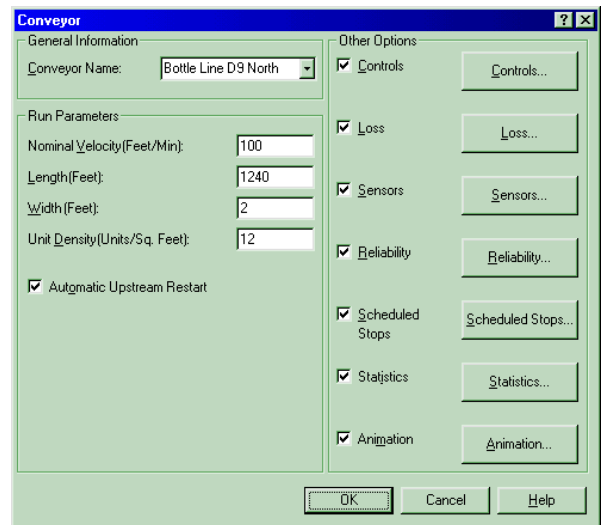 Conveyor
General Information
Conveyor Name: Bottle Line D9 North
Run Parameters
Nominal Velocity(Feet/Min): 100
Length(Feet): 1240
Width(Feet): 2
Unit Density(Units/Sq. Feet): 12
Automatic Upstream Restart
Other Options
Controls Controls...
Loss Loss...
Sensors Sensors...
Reliability Reliability...
Scheduled Scheduled Stops...
Stops
Statistics Statistics...
Animation Animation...
OK Cancel Help